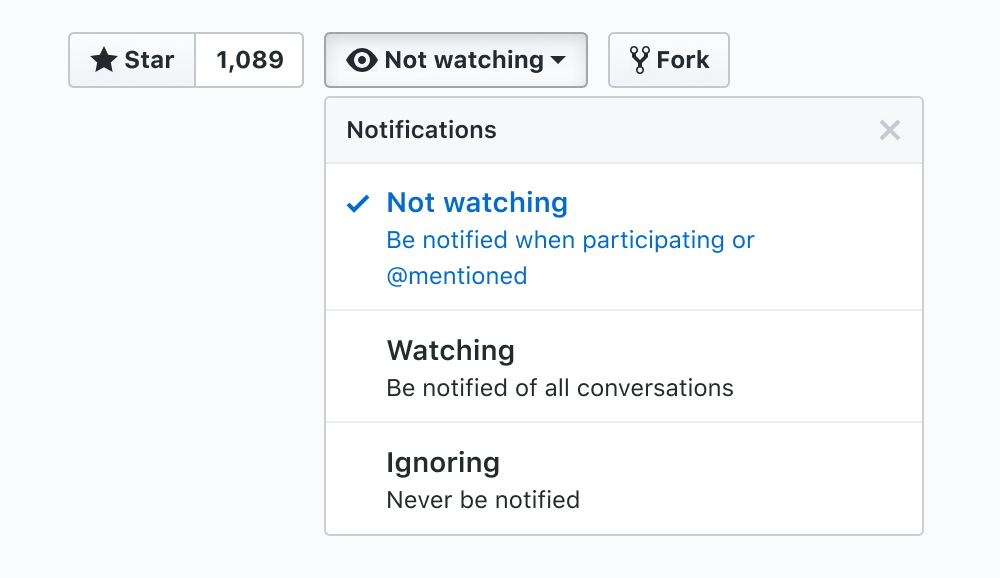 Star 1,089 Not watching Fork
Notifications
Not watching
Be notified when participating or
@mentioned
Watching
Be notified of all conversations
Ignoring
Never be notified